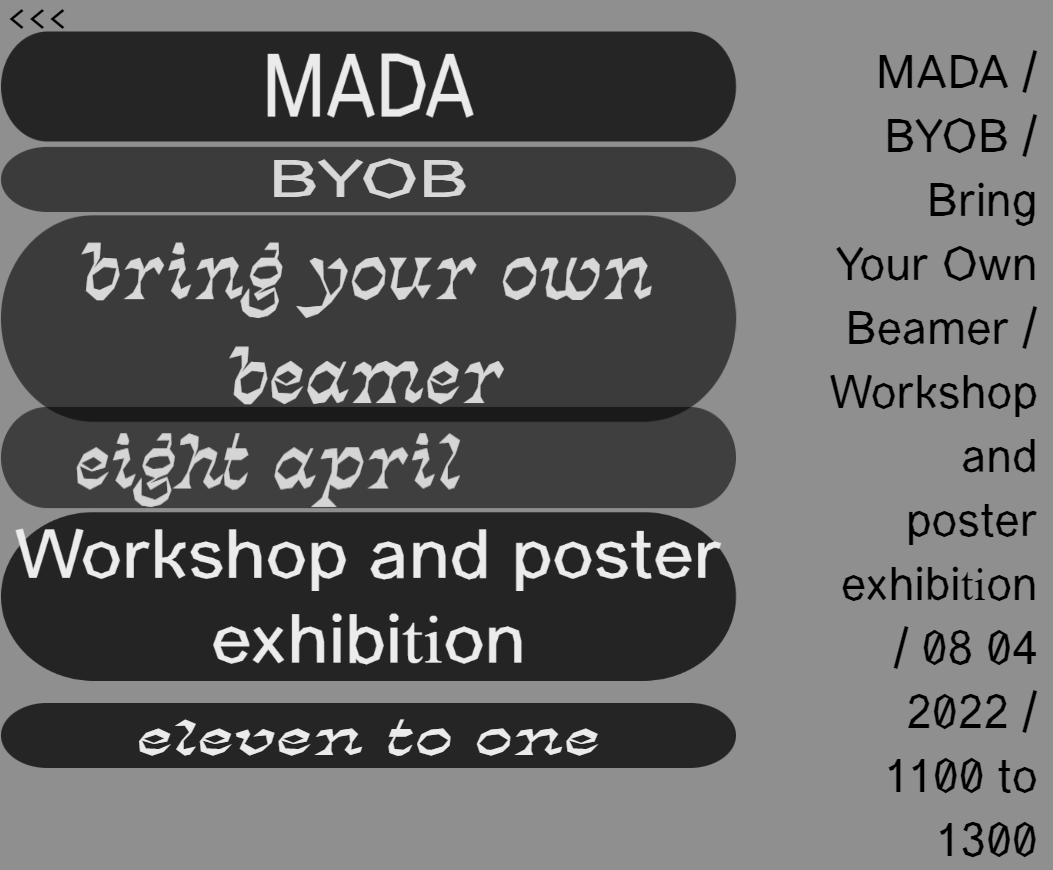 <<<
MADA
BYOB
bring your own
beamer
eight april
Workshop and poster
exhibition
eleven to one
MADA /
BYOB /
Bring
Your Own
Beamer /
Workshop
and
poster
exhibition
/ 08 04
2022 /
1100 to
1300